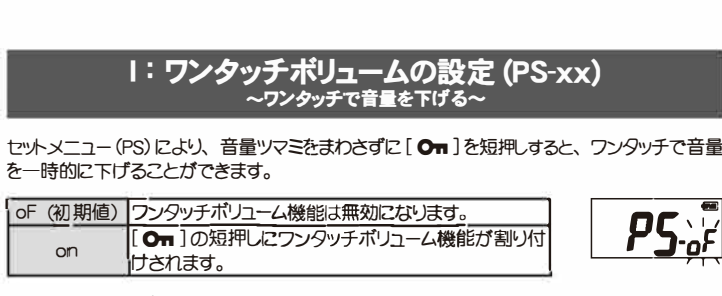 I：ワンタッチボリュームの設定 (PS-xx)
～ワンタッチで音量を下げる～
セットメニュー (PS) により、音量ツマミをまわさずに [ ] を短押しすると、ワンタッチで音量
を一時的に下げることができます。
oF (初期値) ワンタッチボリューム機能は無効になります。
on [ ] の短押しにワンタッチボリューム機能が割り付
けされます。
PS-oF